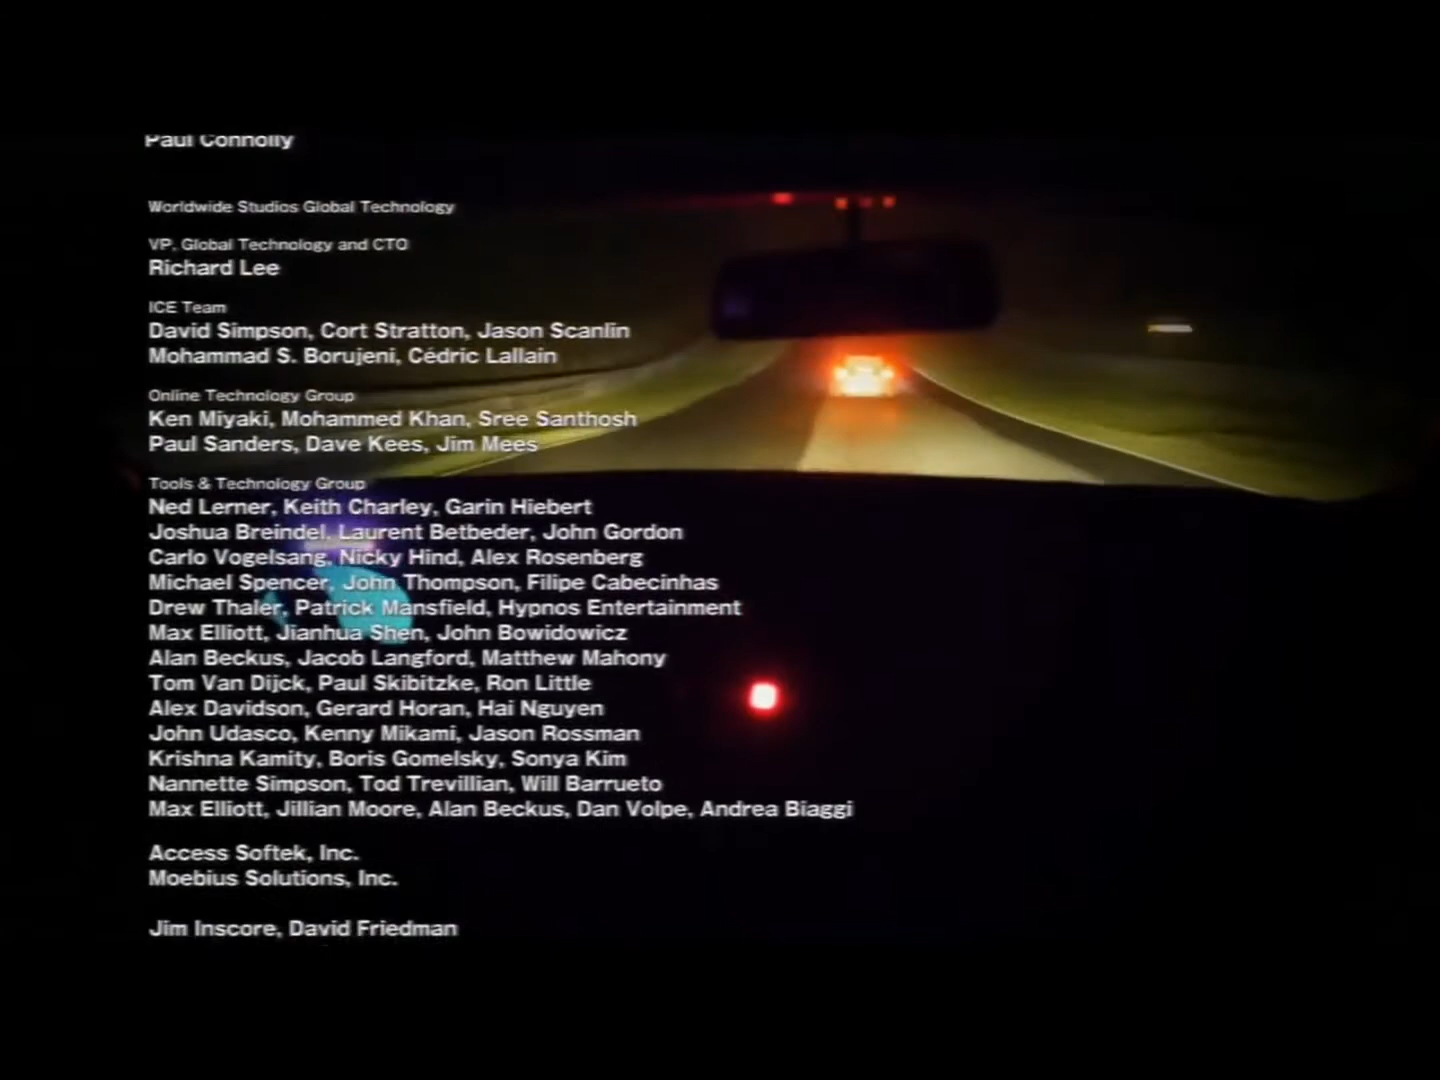 Paul Connolly
Worldwide Studios Global Technology
VP, Global Technology and CTO
Richard Lee
ICE Team
David Simpson, Cort Stratton, Jason Scanlin
Mohammad S. Borujeni, Cédric Lallain
Online Technology Group
Ken Miyaki, Mohammed Khan, Sree Santhosh
Paul Sanders, Dave Kees, Jim Mees
Tools & Technology Group
Ned Lerner, Keith Charley, Garin Hiebert
Joshua Breindel, Laurent Betbeder, John Gordon
Carlo Vogelsang, Nicky Hind, Alex Rosenberg
Michael Spencer, John Thompson, Filipe Cabecinhas
Drew Thaler, Patrick Mansfield, Hypnos Entertainment
Max Elliott, Jianhua Shen, John Bowidowicz
Alan Beckus, Jacob Langford, Matthew Mahony
Tom Van Dijck, Paul Skibitzke, Ron Little
Alex Davidson, Gerard Horan, Hai Nguyen
John Udasco, Kenny Mikami, Jason Rossman
Krishna Kamity, Boris Gomelsky, Sonya Kim
Nannette Simpson, Tod Trevillian, Will Barrueto
Max Elliott, Jillian Moore, Alan Beckus, Dan Volpe, Andrea Biaggi
Access Softek, Inc.
Moebius Solutions, Inc.
Jim Inscore, David Friedman